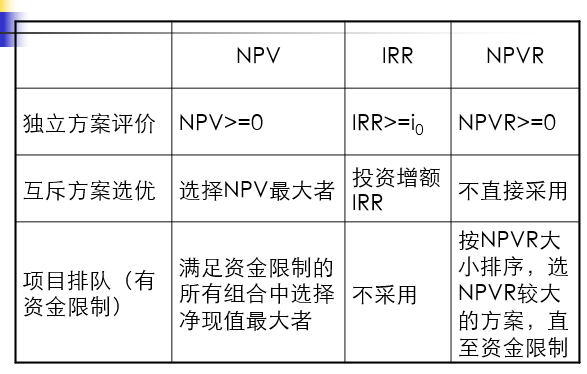 NPV IRR NPVR
独立方案评价 NPV>=0 IRR>=i₀ NPVR>=0
互斥方案选优 选择NPV最大者 投资增额
IRR 不直接采用
项目排队（有
资金限制） 满足资金限制的
所有组合中选择
净现值最大者 不采用 按NPVR大
小排序，选
NPVR较大
的方案，直
至资金限制